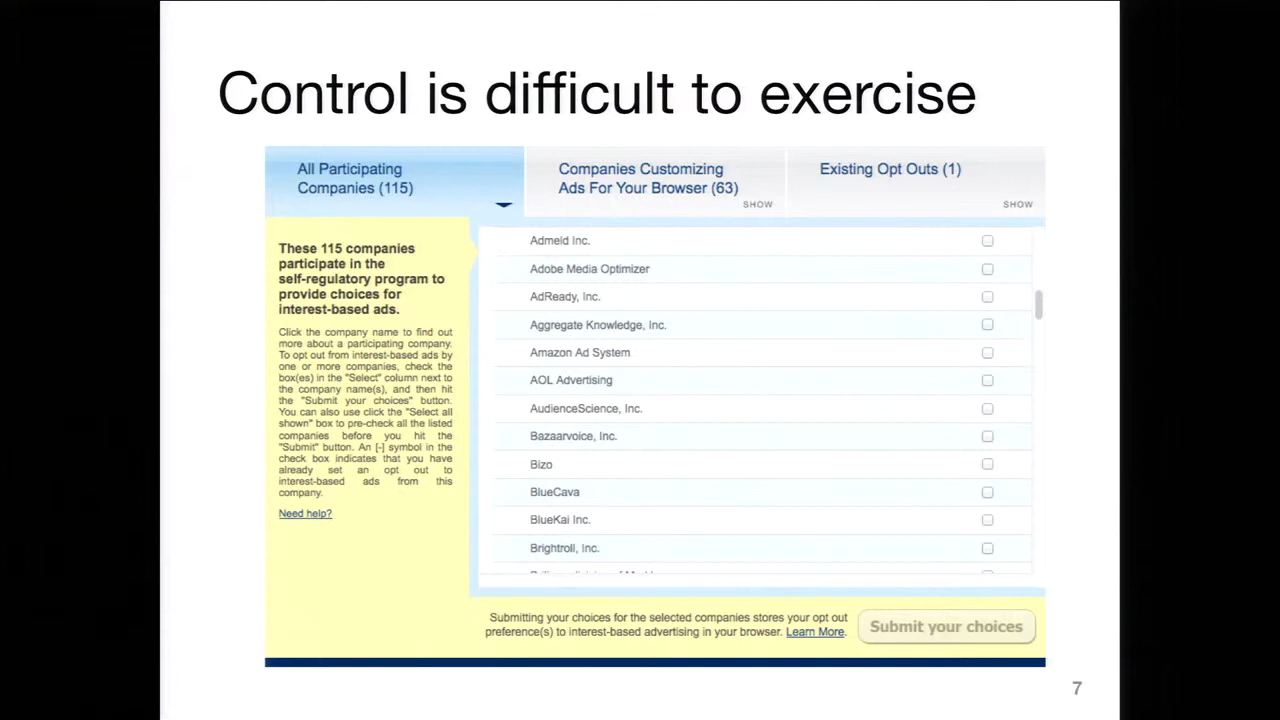 Control is difficult to exercise
All Participating
Companies (115)
Companies Customizing
Ads For Your Browser (63)
SHOW
Existing Opt Outs (1)
SHOW
These 115 companies
participate in the
self-regulatory program to
provide choices for
interest-based ads.
Click the company name to find out
more about a participating company.
To opt out from interest-based ads by
one or more companies, check the
box(es) in the "Select" column next to
the company name(s), and then hit
the "Submit your choices" button.
You can also use click the "Select all
shown" box to pre-check all the listed
companies before you hit the
"Submit" button. An [-] symbol in the
check box indicates that you have
already set an opt out to
interest-based ads from this
company.
Need help?
Admeld Inc.
Adobe Media Optimizer
AdReady, Inc.
Aggregate Knowledge, Inc.
Amazon Ad System
AOL Advertising
AudienceScience, Inc.
Bazaarvoice, Inc.
Bizo
BlueCava
BlueKai Inc.
Brightroll, Inc.
Submitting your choices for the selected companies stores your opt out
preference(s) to interest-based advertising in your browser. Learn More.
Submit your choices
7